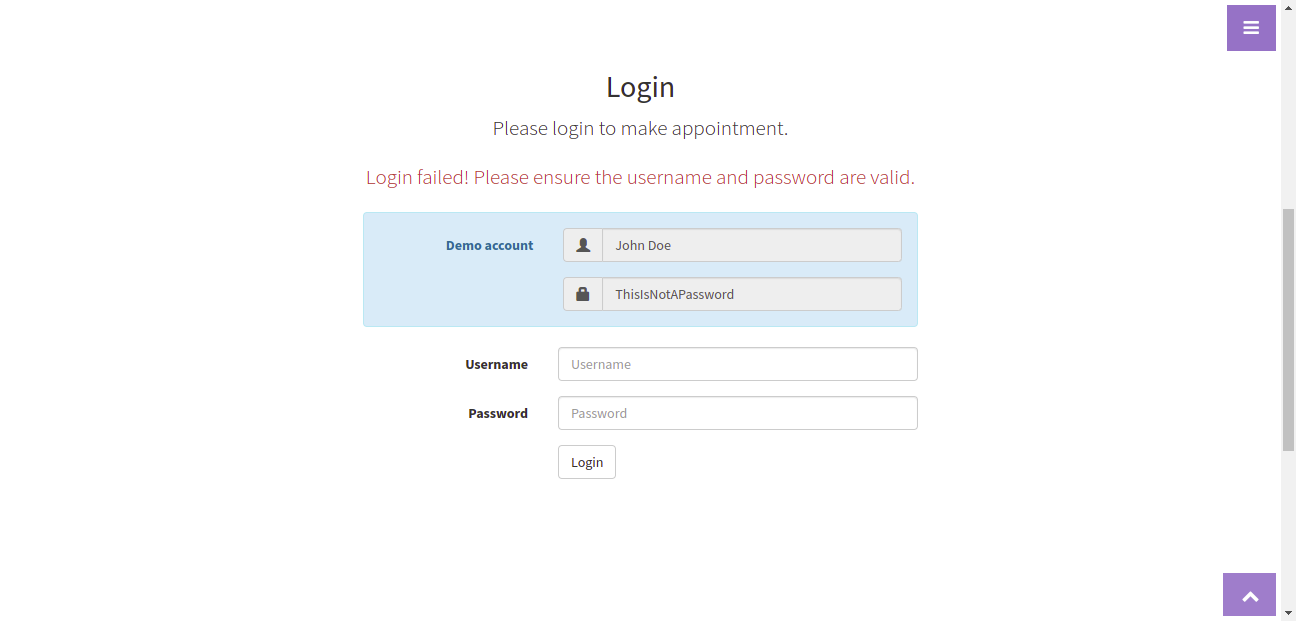 Login
Please login to make appointment.
Login failed! Please ensure the username and password are valid.
Demo account
John Doe
ThisIsNotAPassword
Username
Username
Password
Password
Login